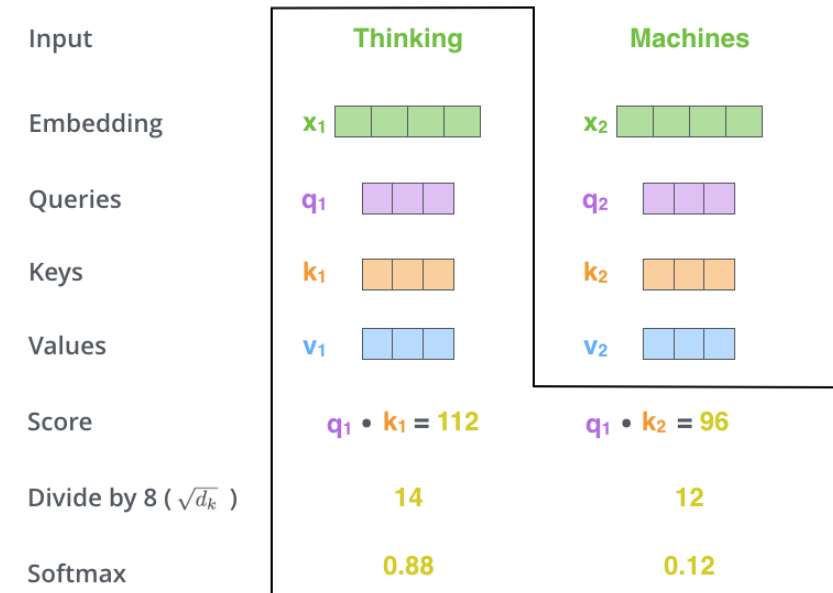 Input Thinking Machines
Embedding x₁ x₂
Queries q₁ q₂
Keys k₁ k₂
Values v₁ v₂
Score q₁ • k₁ = 112 q₁ • k₂ = 96
Divide by 8 ( √dₖ ) 14 12
Softmax 0.88 0.12